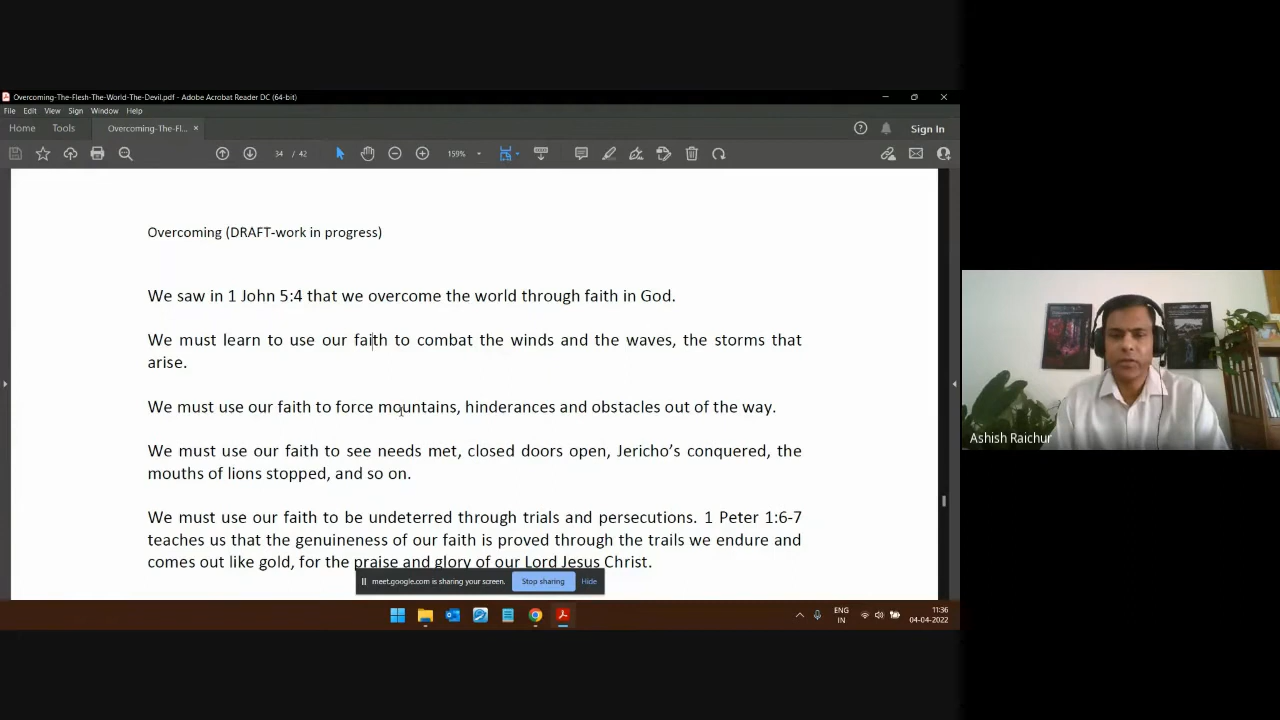 Overcoming-The-Flesh-The-World-The-Devil.pdf - Adobe Acrobat Reader DC (64-bit)
File Edit View Sign Window Help
Home Tools Overcoming-The-Fl... × Sign In
34 / 42 159%
Overcoming (DRAFT-work in progress)
We saw in 1 John 5:4 that we overcome the world through faith in God.
We must learn to use our faith to combat the winds and the waves, the storms that
arise.
We must use our faith to force mountains, hinderances and obstacles out of the way.
We must use our faith to see needs met, closed doors open, Jericho's conquered, the
mouths of lions stopped, and so on.
We must use our faith to be undeterred through trials and persecutions. 1 Peter 1:6-7
teaches us that the genuineness of our faith is proved through the trails we endure and
comes out like gold, for the praise and glory of our Lord Jesus Christ.
meet.google.com is sharing your screen. Stop sharing Hide
ENG
IN
11:36
04-04-2022
Ashish Raichur